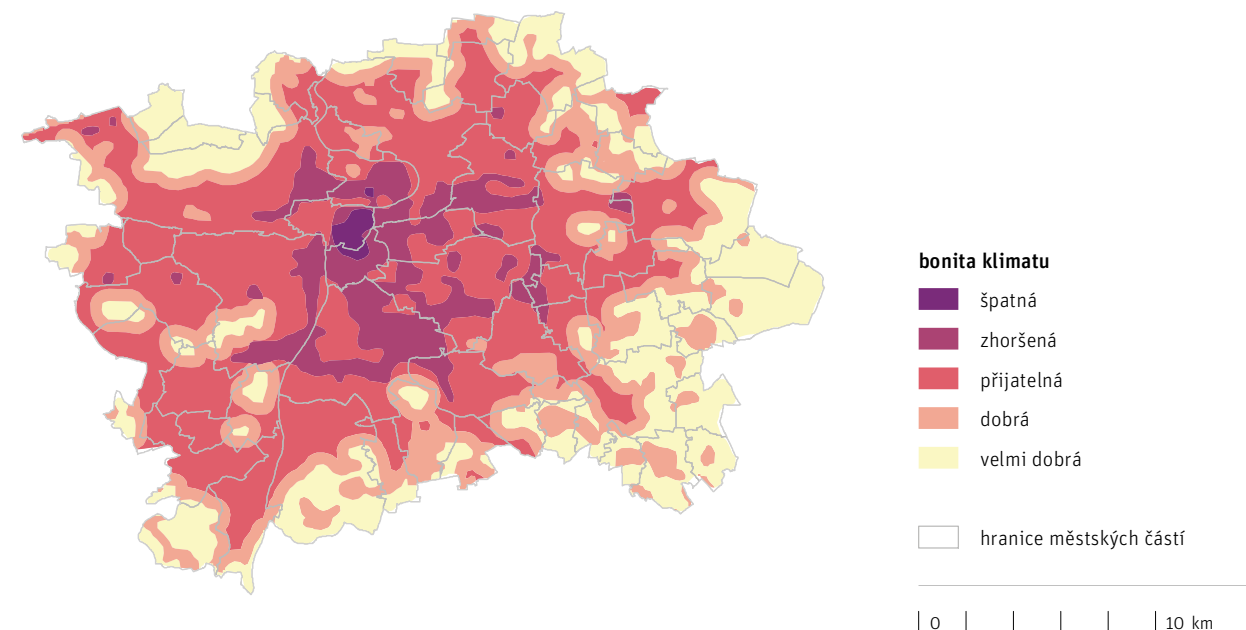 bonita klimatu
špatná
zhoršená
přijatelná
dobrá
velmi dobrá
hranice městských částí
0 10 km